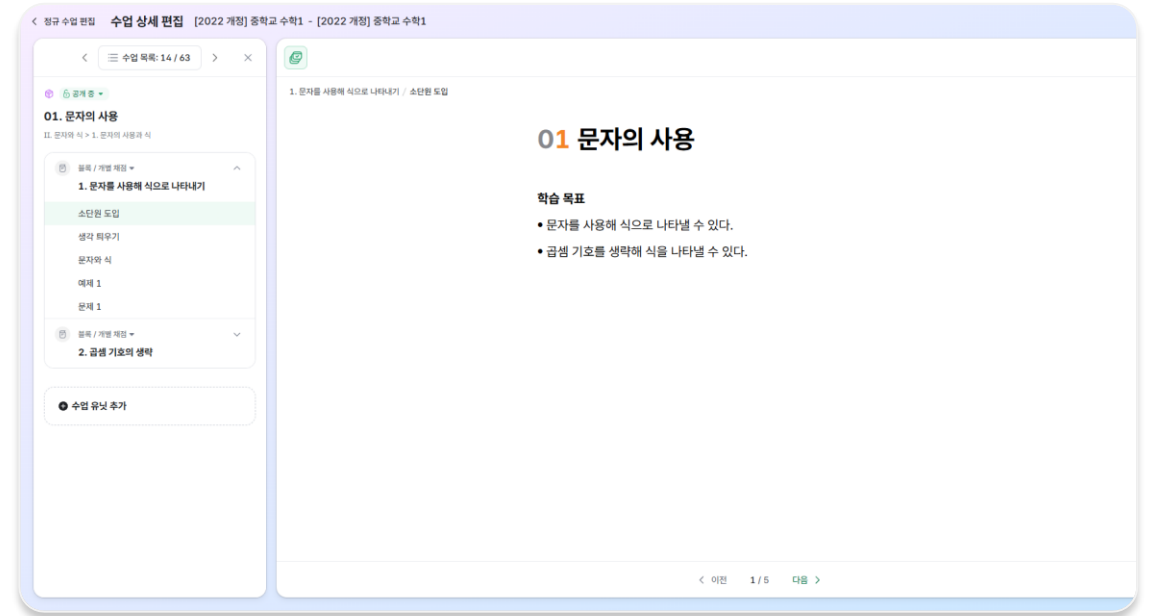 정규 수업 편집 수업 상세 편집 [2022 개정] 중학교 수학1 - [2022 개정] 중학교 수학1
수업 목록: 14 / 63
공개 중
01. 문자의 사용
II. 문자와 식 > 1. 문자의 사용과 식
블록 / 개별 채점
1. 문자를 사용해 식으로 나타내기
소단원 도입
생각 틔우기
문자와 식
예제 1
문제 1
블록 / 개별 채점
2. 곱셈 기호의 생략
수업 유닛 추가
1. 문자를 사용해 식으로 나타내기 / 소단원 도입
01 문자의 사용
학습 목표
• 문자를 사용해 식으로 나타낼 수 있다.
• 곱셈 기호를 생략해 식을 나타낼 수 있다.
이전 1 / 5 다음